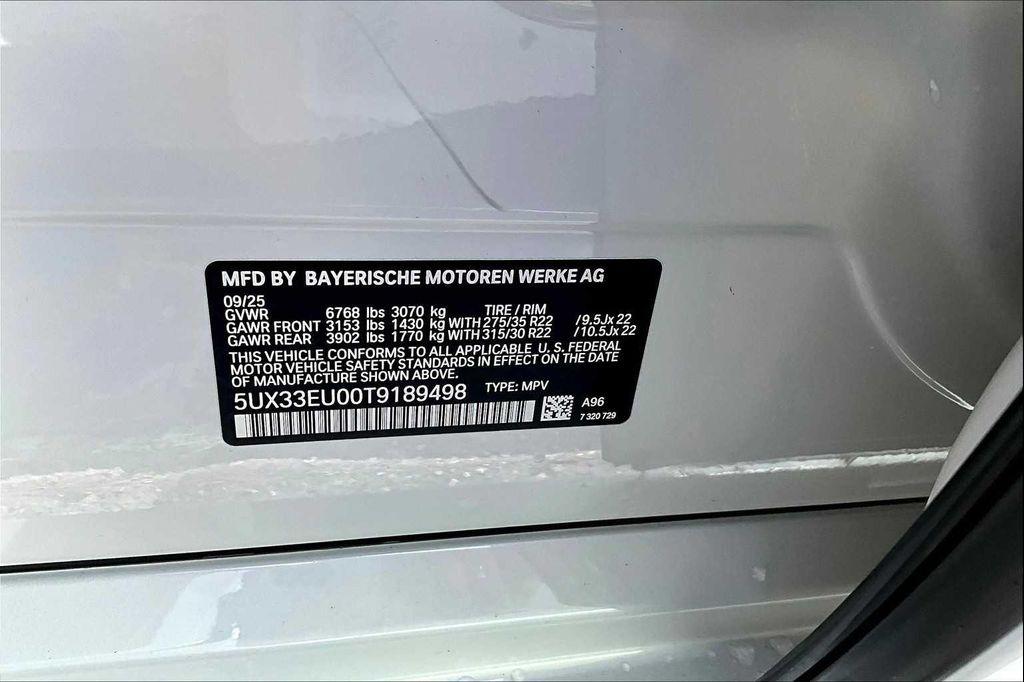 MFD BY BAYERISCHE MOTOREN WERKE AG
09/25
GVWR 6768 lbs 3070 kg TIRE / RIM
GAWR FRONT 3153 lbs 1430 kg WITH 275/35 R22 / 9.5Jx 22
GAWR REAR 3902 lbs 1770 kg WITH 315/30 R22 / 10.5Jx 22
THIS VEHICLE CONFORMS TO ALL APPLICABLE U. S. FEDERAL
MOTOR VEHICLE SAFETY STANDARDS IN EFFECT ON THE DATE
OF MANUFACTURE SHOWN ABOVE.
5UX33EU00T9189498 TYPE: MPV
A96
7 320 729